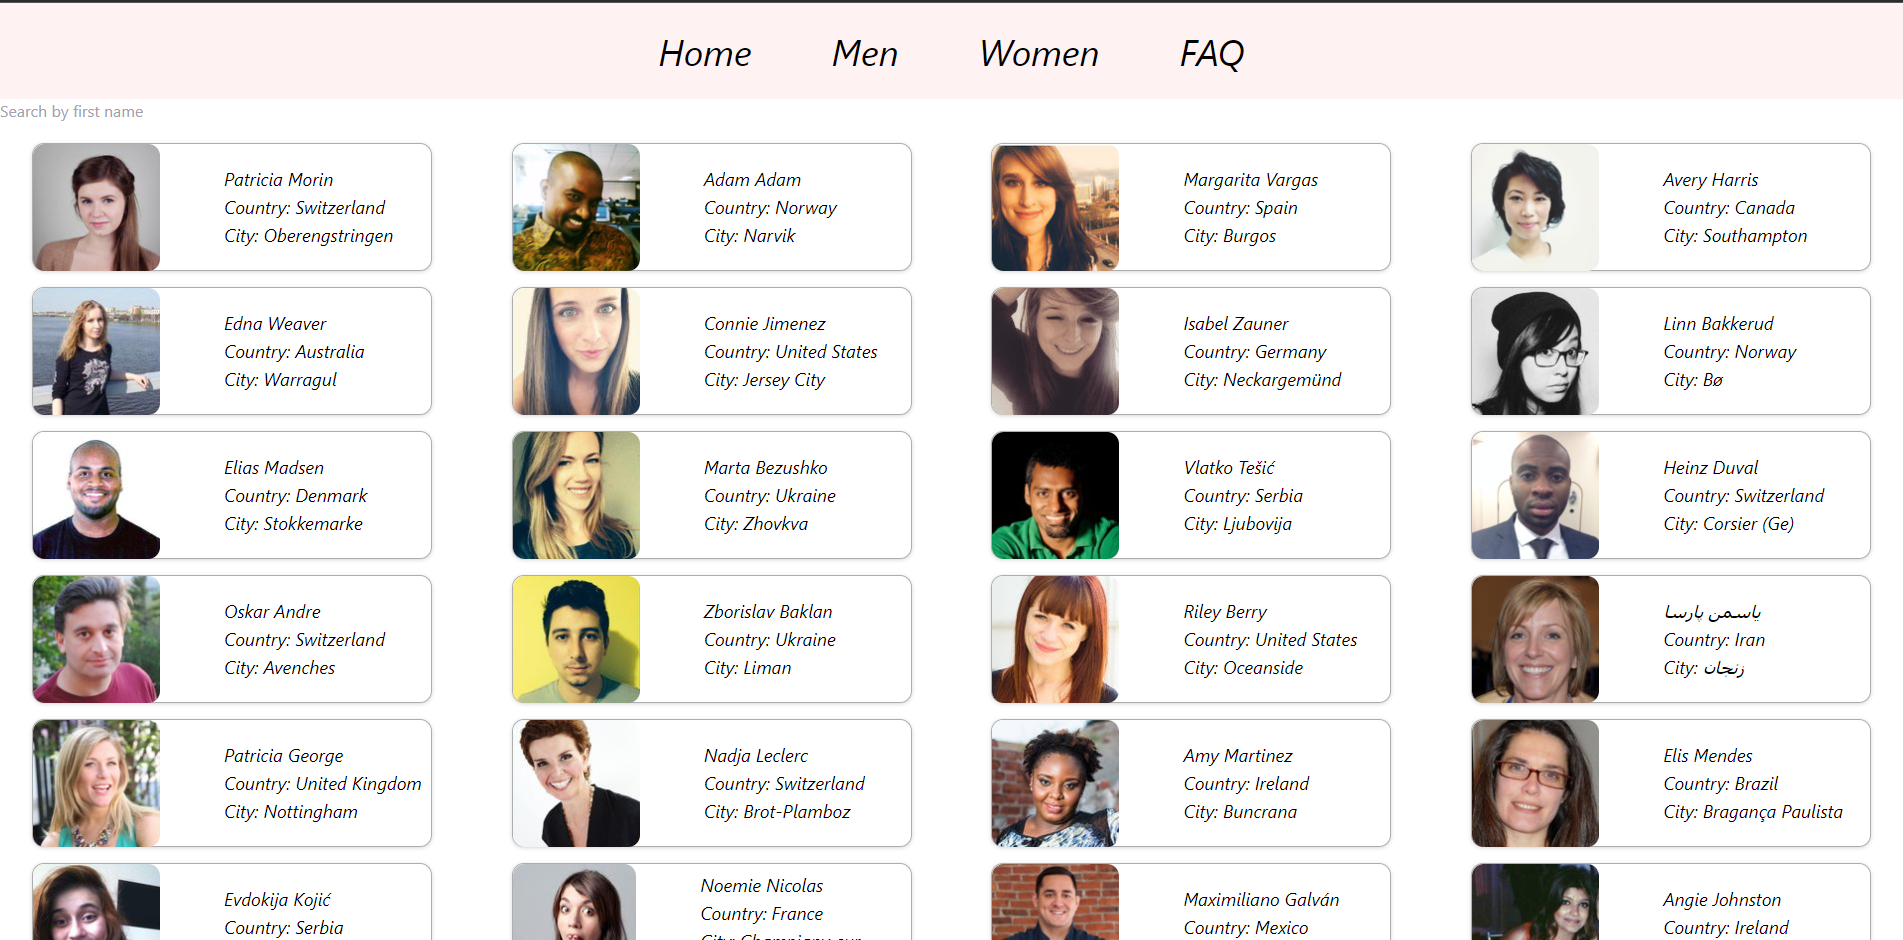 Home Men Women FAQ
Search by first name
Patricia Morin
Country: Switzerland
City: Oberengstringen
Adam Adam
Country: Norway
City: Narvik
Margarita Vargas
Country: Spain
City: Burgos
Avery Harris
Country: Canada
City: Southampton
Edna Weaver
Country: Australia
City: Warragul
Connie Jimenez
Country: United States
City: Jersey City
Isabel Zauner
Country: Germany
City: Neckargemünd
Linn Bakkerud
Country: Norway
City: Bø
Elias Madsen
Country: Denmark
City: Stokkemarke
Marta Bezushko
Country: Ukraine
City: Zhovkva
Vlatko Tešić
Country: Serbia
City: Ljubovija
Heinz Duval
Country: Switzerland
City: Corsier (Ge)
Oskar Andre
Country: Switzerland
City: Avenches
Zborislav Baklan
Country: Ukraine
City: Liman
Riley Berry
Country: United States
City: Oceanside
یاسمن پارسا
Country: Iran
City: زنجان
Patricia George
Country: United Kingdom
City: Nottingham
Nadja Leclerc
Country: Switzerland
City: Brot-Plamboz
Amy Martinez
Country: Ireland
City: Buncrana
Elis Mendes
Country: Brazil
City: Bragança Paulista
Evdokija Kojić
Country: Serbia
Noemie Nicolas
Country: France
Maximiliano Galván
Country: Mexico
Angie Johnston
Country: Ireland